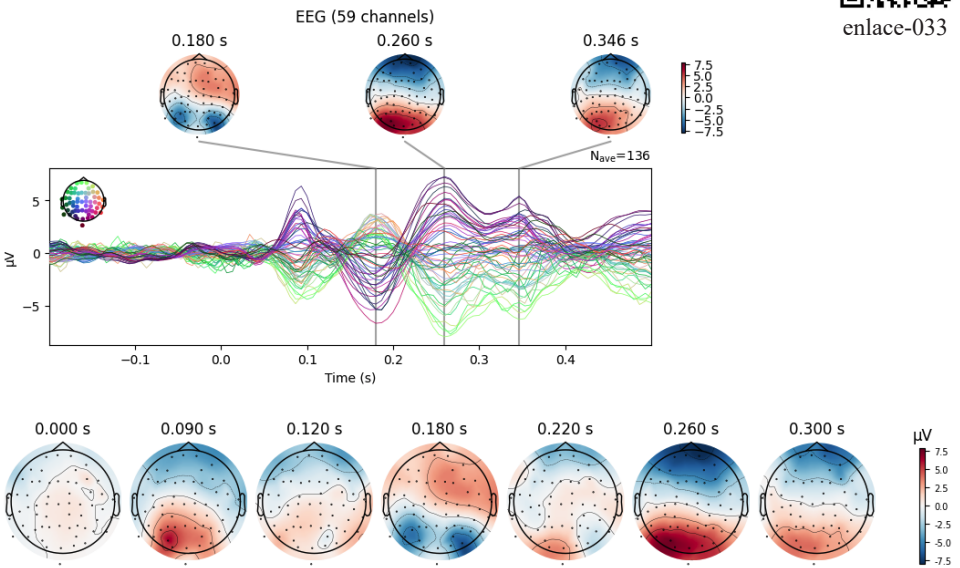 enlace-033
EEG (59 channels)
0.180 s 0.260 s 0.346 s
7.5
5.0
2.5
0.0
−2.5
−5.0
−7.5
Nave=136
μV
5
0
−5
−0.1 0.0 0.1 0.2 0.3 0.4
Time (s)
0.000 s 0.090 s 0.120 s 0.180 s 0.220 s 0.260 s 0.300 s
μV
7.5
5.0
2.5
0.0
-2.5
-5.0
-7.5